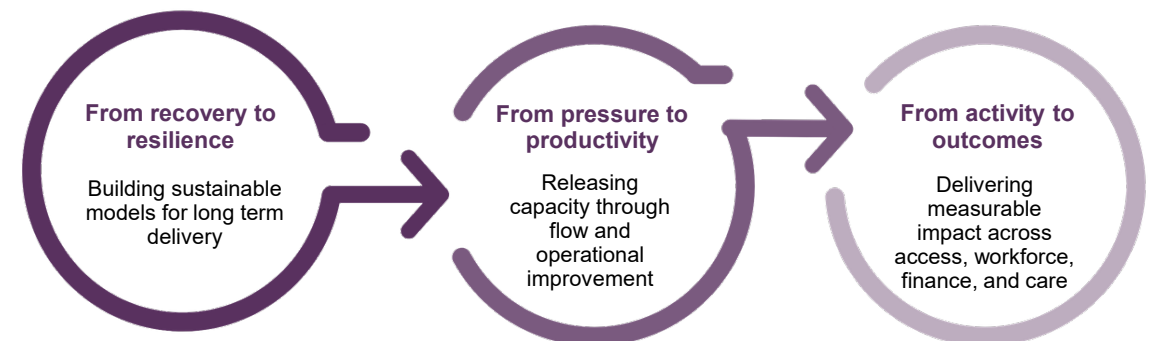 From recovery to
resilience
Building sustainable
models for long term
delivery
From pressure to
productivity
Releasing
capacity through
flow and
operational
improvement
From activity to
outcomes
Delivering
measurable
impact across
access, workforce,
finance, and care